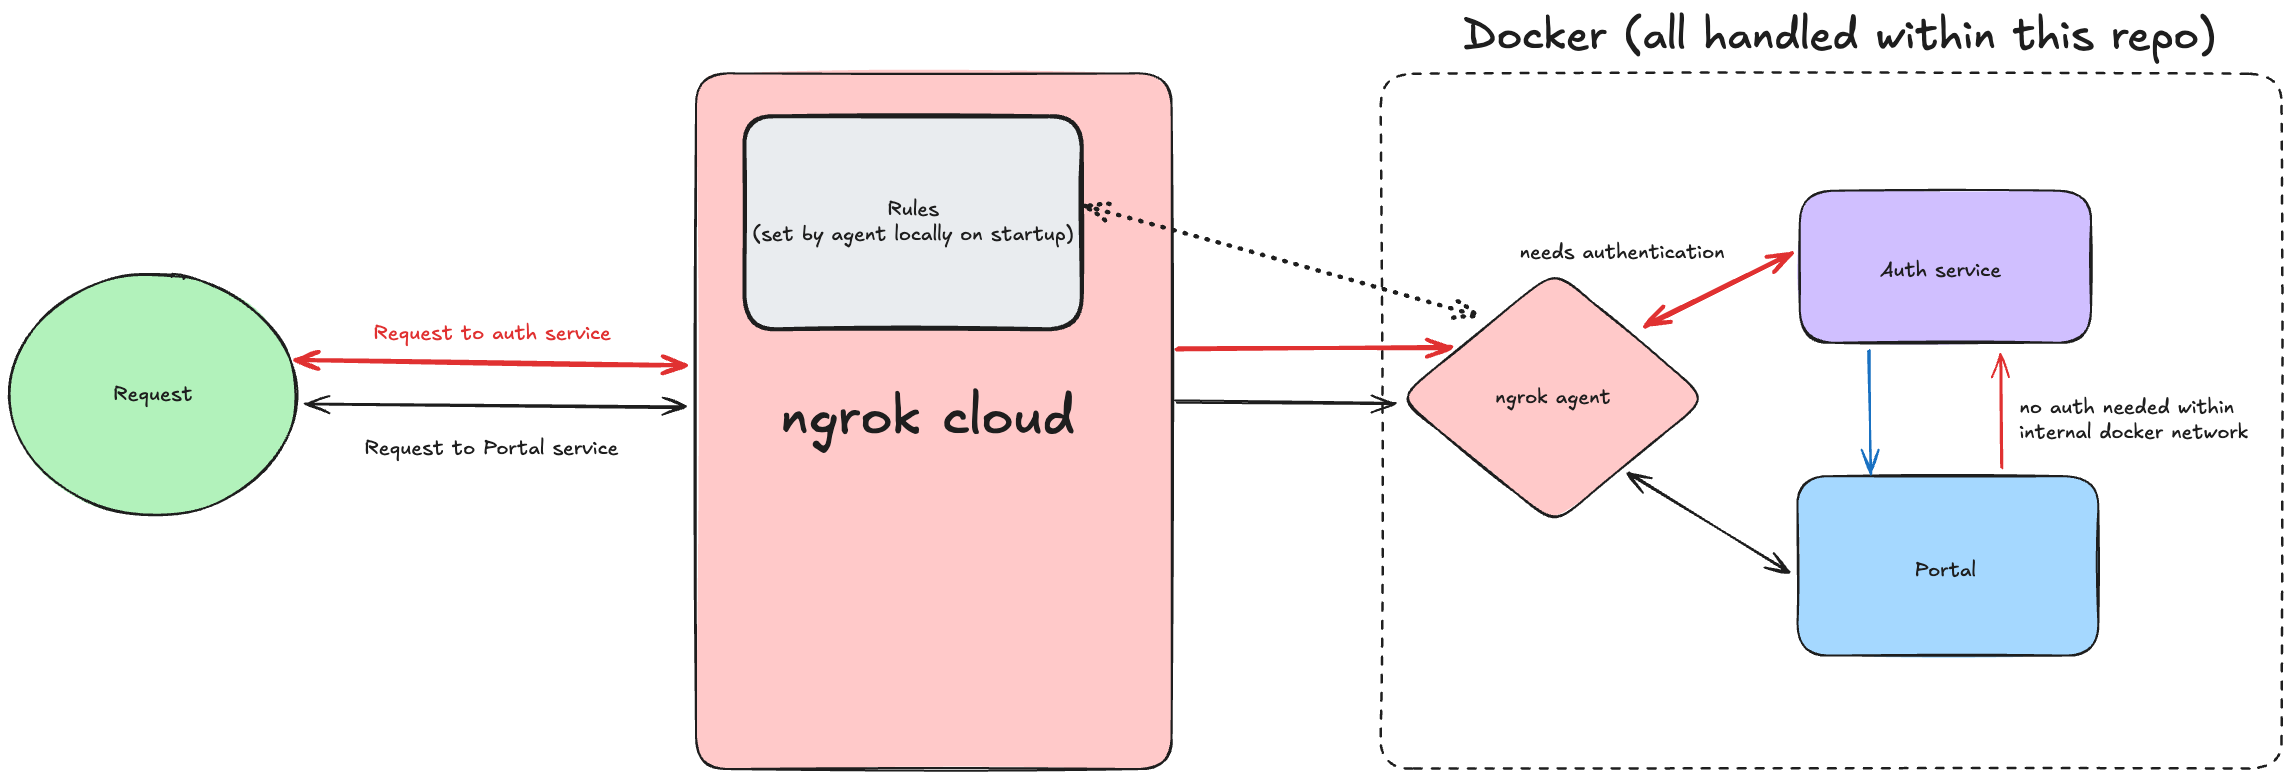 Docker (all handled within this repo)
Rules
(set by agent locally on startup)
needs authentication
Auth service
Request to auth service
Request
ngrok cloud
ngrok agent
no auth needed within
internal docker network
Request to Portal service
Portal